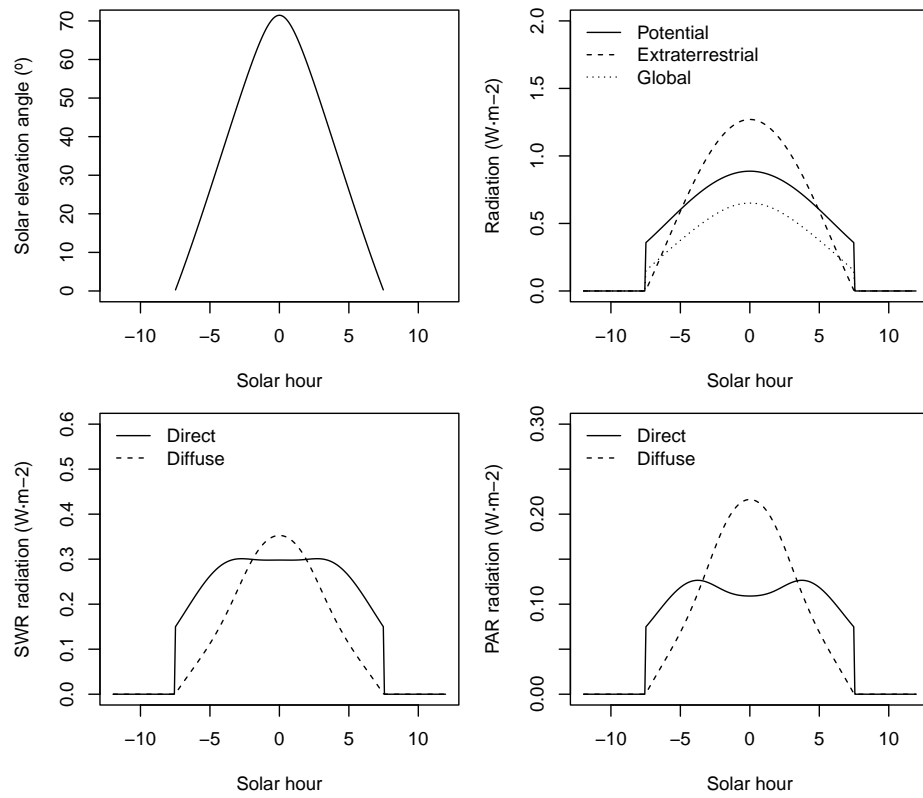 Solar elevation angle (º)
70
60
50
40
30
20
10
0
−10 −5 0 5 10
Solar hour
Radiation (W·m−2)
2.0
1.5
1.0
0.5
0.0
Potential
Extraterrestrial
Global
−10 −5 0 5 10
Solar hour
SWR radiation (W·m−2)
0.6
0.5
0.4
0.3
0.2
0.1
0.0
Direct
Diffuse
−10 −5 0 5 10
Solar hour
PAR radiation (W·m−2)
0.30
0.20
0.10
0.00
Direct
Diffuse
−10 −5 0 5 10
Solar hour